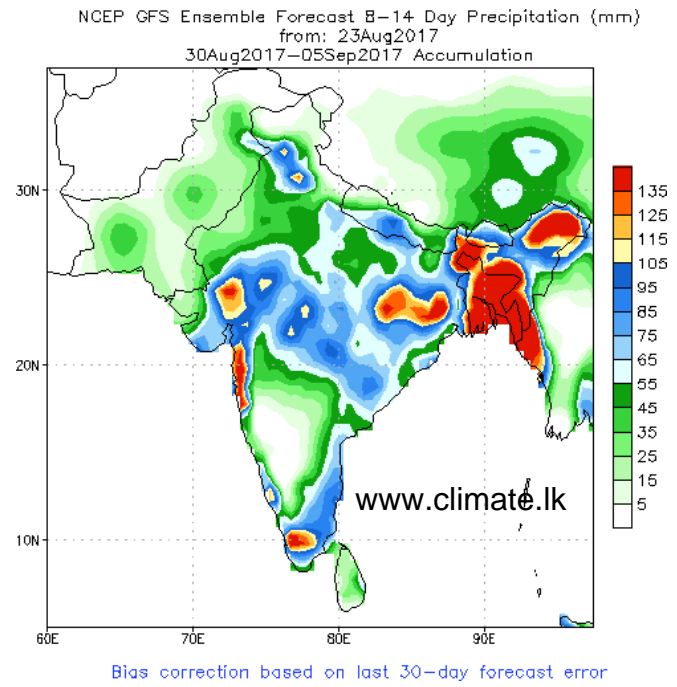 NCEP GFS Ensemble Forecast 8-14 Day Precipitation (mm)
from: 23Aug2017
30Aug2017-05Sep2017 Accumulation
30N
20N
10N
60E
70E
80E
90E
135
125
115
105
95
85
75
65
55
45
35
25
15
5
www.climate.lk
Bias correction based on last 30-day forecast error